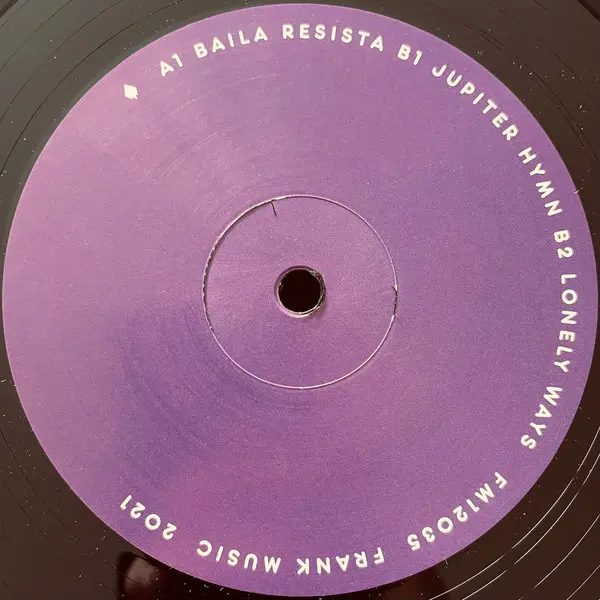 A1 BAILA RESISTA B1 JUPITER HYMN B2 LONELY WAYS
FM12035 FRANK MUSIC 2021